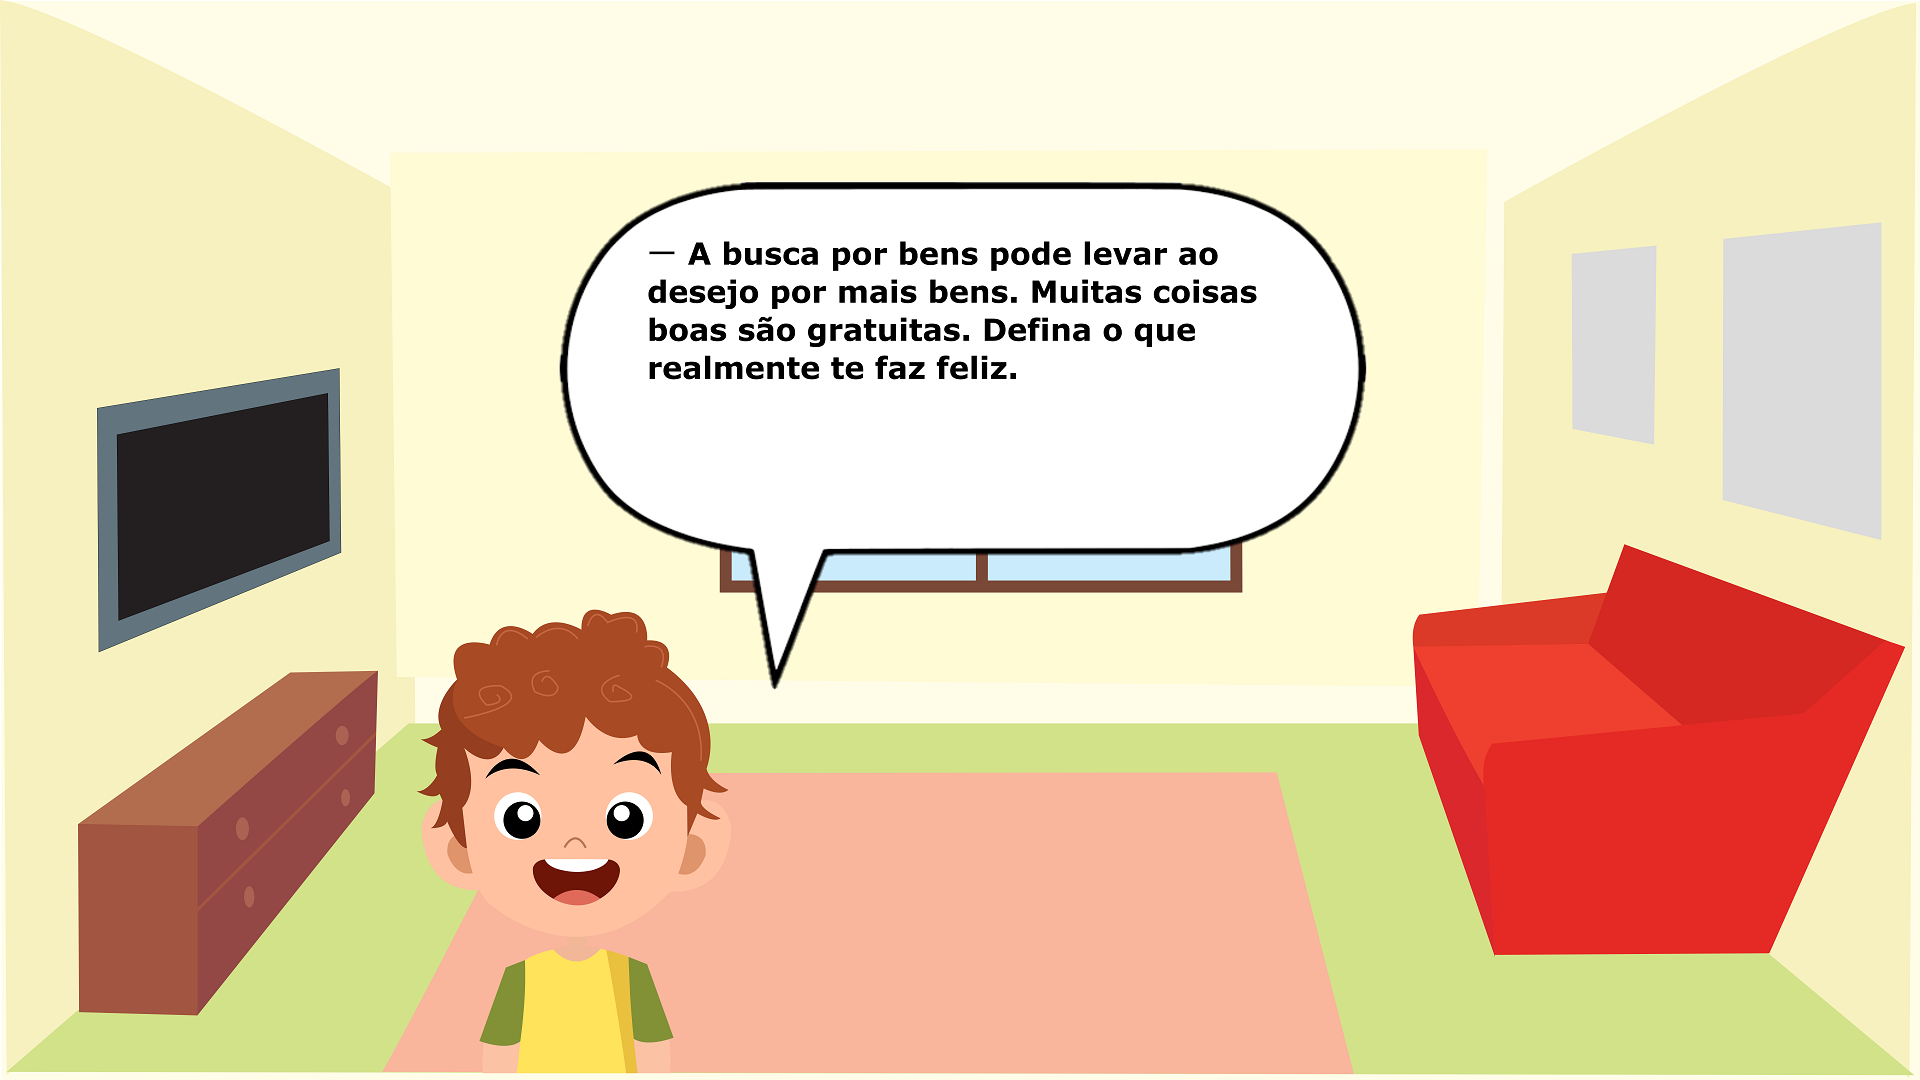 — A busca por bens pode levar ao
desejo por mais bens. Muitas coisas
boas são gratuitas. Defina o que
realmente te faz feliz.